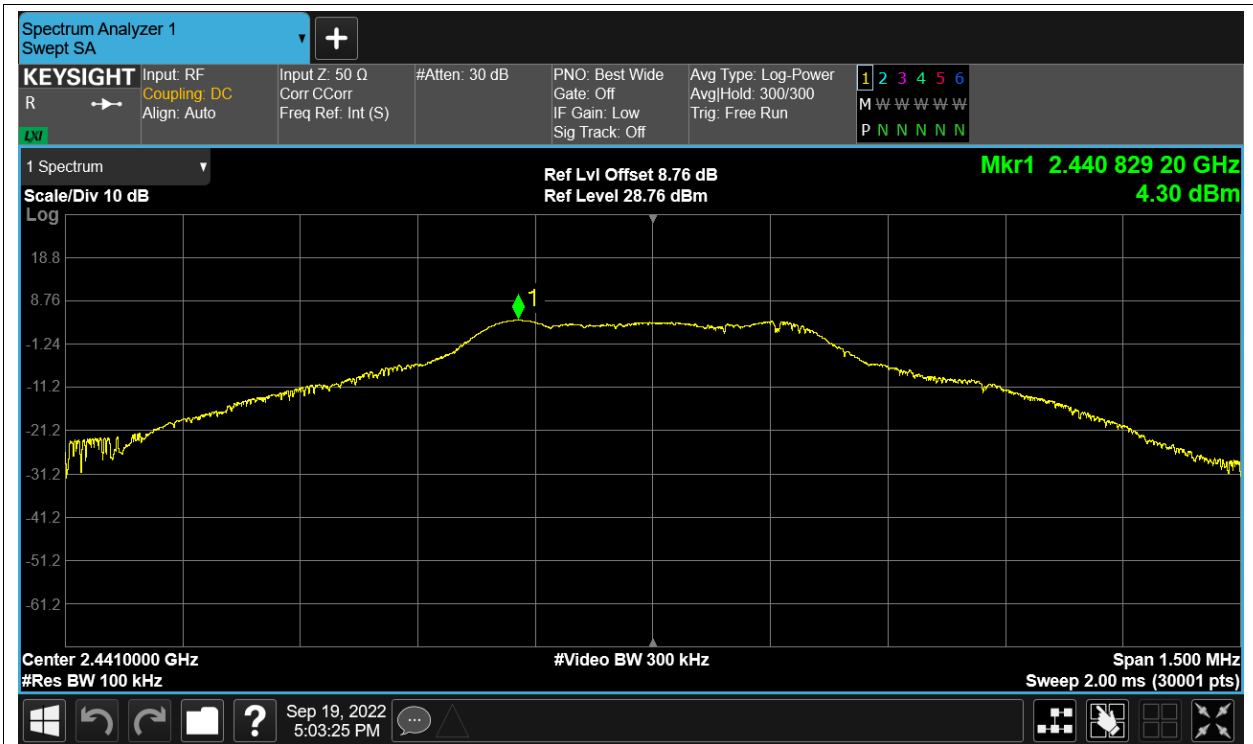 Spectrum Analyzer 1
Swept SA
KEYSIGHT
R
LXI
Input: RF
Coupling: DC
Align: Auto
Input Z: 50 Ω
Corr CCorr
Freq Ref: Int (S)
#Atten: 30 dB
PNO: Best Wide
Gate: Off
IF Gain: Low
Sig Track: Off
Avg Type: Log-Power
Avg|Hold: 300/300
Trig: Free Run
1 2 3 4 5 6
M W W W W W
P N N N N N
1 Spectrum
Scale/Div 10 dB
Log
Ref Lvl Offset 8.76 dB
Ref Level 28.76 dBm
Mkr1 2.440 829 20 GHz
4.30 dBm
18.8
8.76
1
-1.24
-11.2
-21.2
-31.2
-41.2
-51.2
-61.2
Center 2.4410000 GHz
#Res BW 100 kHz
#Video BW 300 kHz
Span 1.500 MHz
Sweep 2.00 ms (30001 pts)
?
Sep 19, 2022
5:03:25 PM